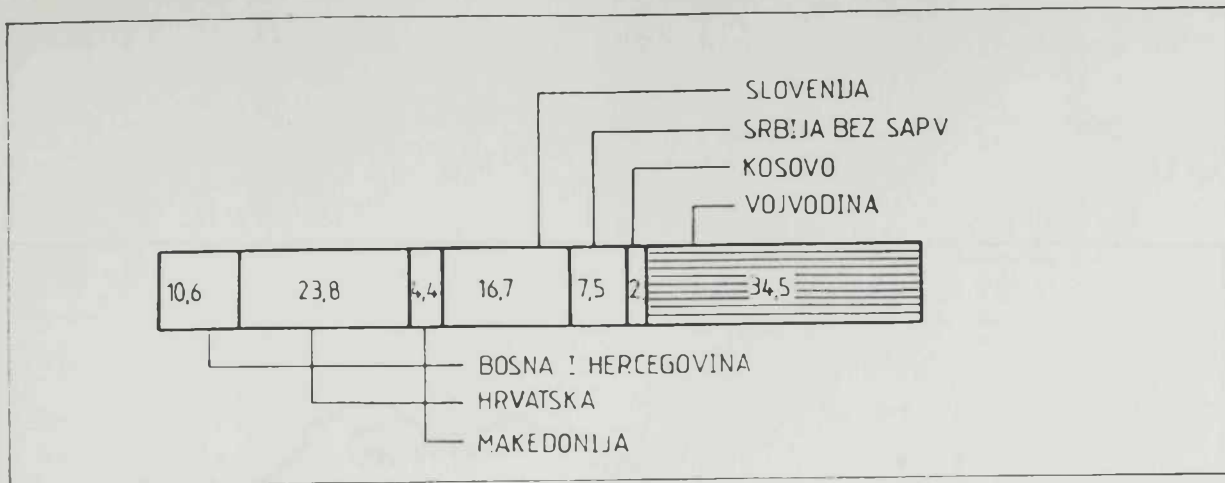 SLOVENIJA
SRBIJA BEZ SAPV
KOSOVO
VOJVODINA
10,6 23,8 4,4 16,7 7,5 2 34,5
BOSNA I HERCEGOVINA
HRVATSKA
MAKEDONIJA